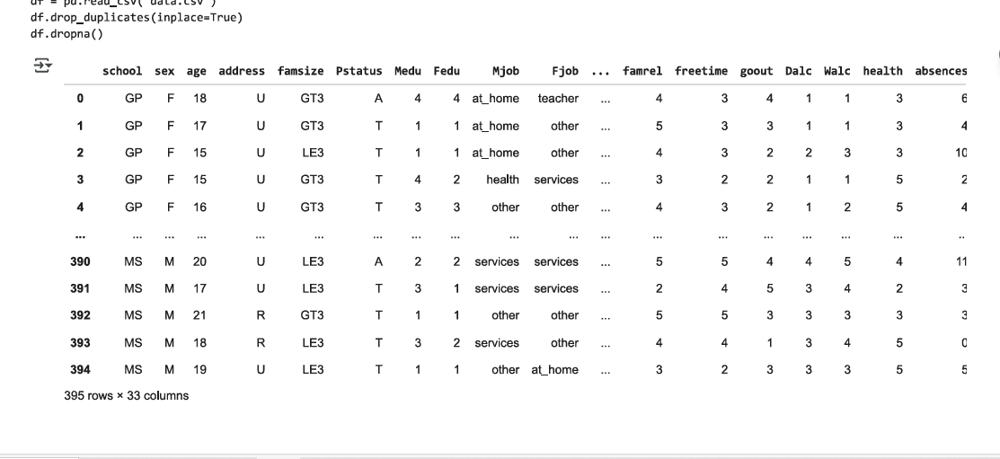 df = pd.read_csv('data.csv')
df.drop_duplicates(inplace=True)
df.dropna()
school sex age address famsize Pstatus Medu Fedu Mjob Fjob ... famrel freetime goout Dalc Walc health absences
0 GP F 18 U GT3 A 4 4 at_home teacher ... 4 3 4 1 1 3 6
1 GP F 17 U GT3 T 1 1 at_home other ... 5 3 3 1 1 3 4
2 GP F 15 U LE3 T 1 1 at_home other ... 4 3 2 2 3 3 10
3 GP F 15 U GT3 T 4 2 health services ... 3 2 2 1 1 5 2
4 GP F 16 U GT3 T 3 3 other other ... 4 3 2 1 2 5 4
... ... ... ... ... ... ... ... ... ... ... ... ... ... ... ... ... ..
390 MS M 20 U LE3 A 2 2 services services ... 5 5 4 4 5 4 11
391 MS M 17 U LE3 T 3 1 services services ... 2 4 5 3 4 2 3
392 MS M 21 R GT3 T 1 1 other other ... 5 5 3 3 3 3 3
393 MS M 18 R LE3 T 3 2 services other ... 4 4 1 3 4 5 0
394 MS M 19 U LE3 T 1 1 other at_home ... 3 2 3 3 3 5 5
395 rows × 33 columns